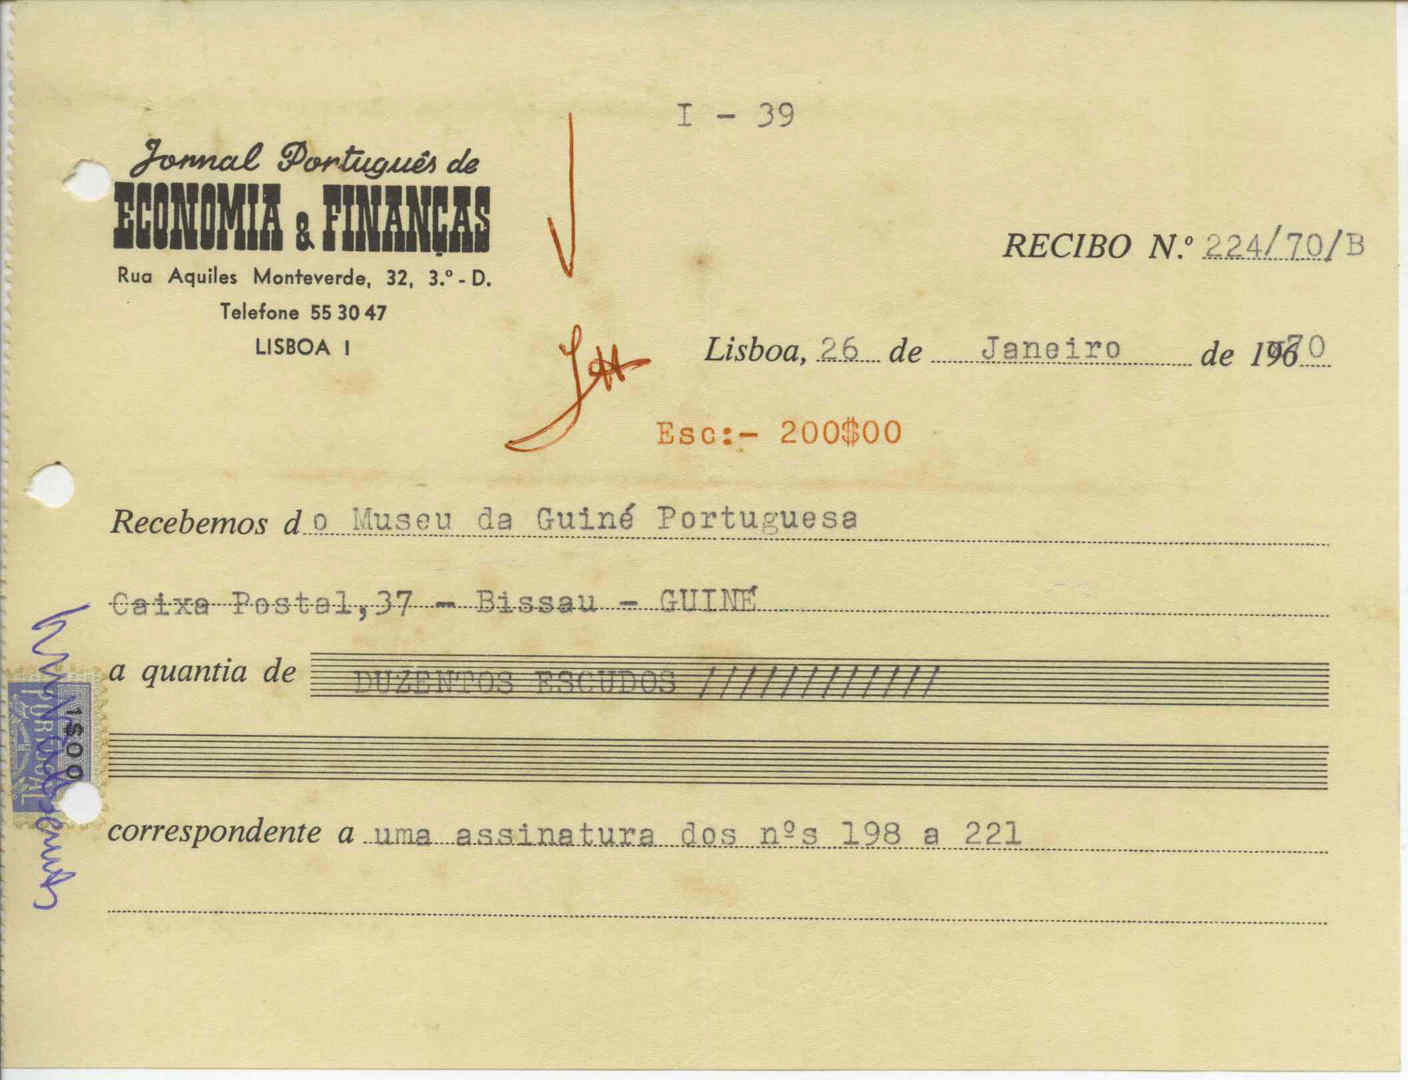 I - 39
Jornal Português de
ECONOMIA & FINANÇAS
Rua Aquiles Monteverde, 32, 3.º - D.
Telefone 55 30 47
LISBOA 1
RECIBO N.º 224/70/B
Lisboa, 26 de Janeiro de 1970
Esc:- 200$00
Recebemos do Museu da Guiné Portuguesa
Caixa Postal, 37 - Bissau - GUINÉ
a quantia de DUZENTOS ESCUDOS ////////////
correspondente a uma assinatura dos nºs 198 a 221
PORTUGAL
1$00